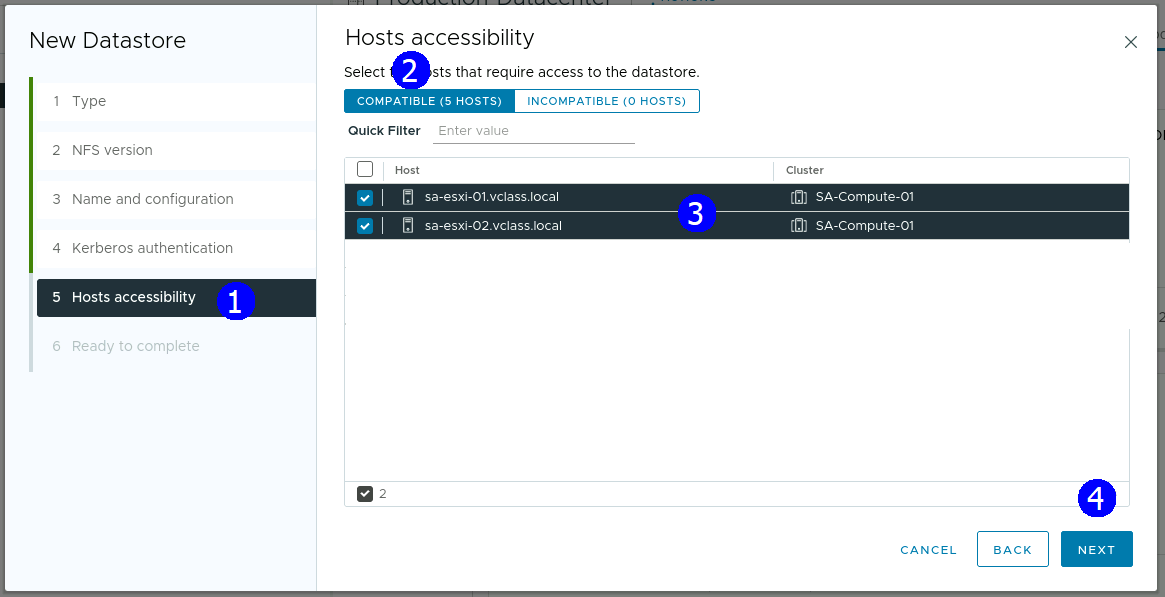 New Datastore
1 Type
2 NFS version
3 Name and configuration
4 Kerberos authentication
5 Hosts accessibility
1
6 Ready to complete
Production Datacenter
Hosts accessibility
2
Select hosts that require access to the datastore.
COMPATIBLE (5 HOSTS) INCOMPATIBLE (0 HOSTS)
Quick Filter Enter value
Host Cluster
sa-esxi-01.vclass.local SA-Compute-01
3
sa-esxi-02.vclass.local SA-Compute-01
2
4
CANCEL BACK NEXT